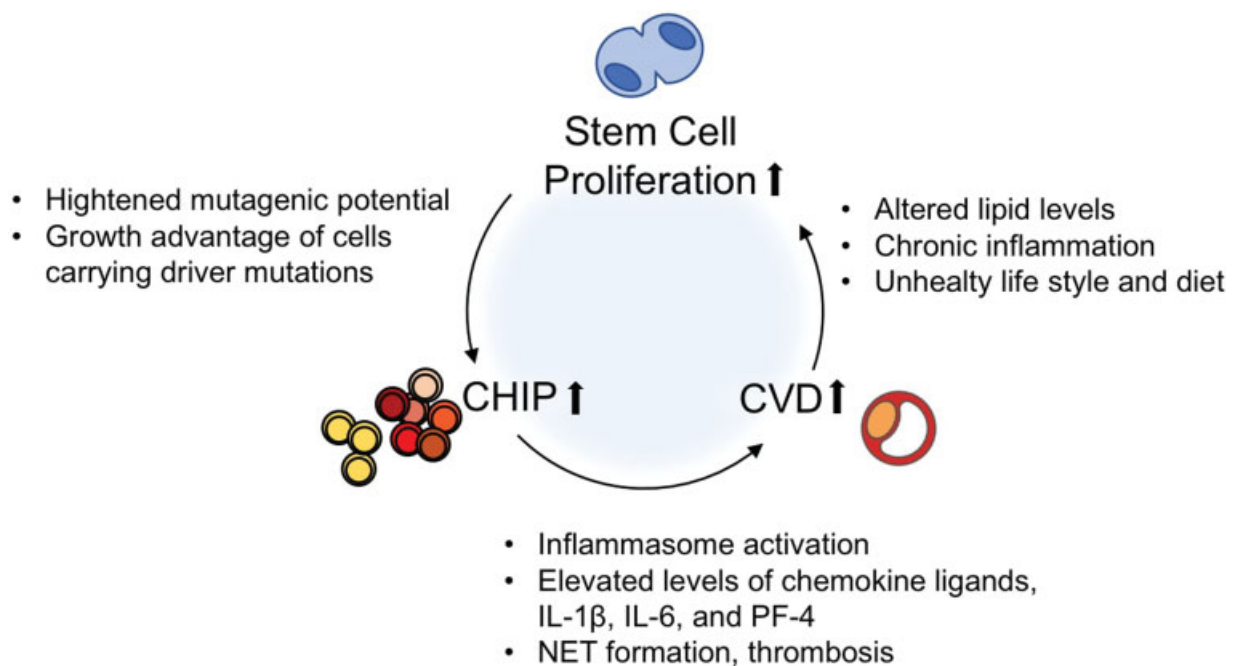 Stem Cell
Proliferation ⬆
• Hightened mutagenic potential
• Growth advantage of cells
carrying driver mutations
• Altered lipid levels
• Chronic inflammation
• Unhealty life style and diet
CHIP ⬆
CVD ⬆
• Inflammasome activation
• Elevated levels of chemokine ligands,
IL-1β, IL-6, and PF-4
• NET formation, thrombosis